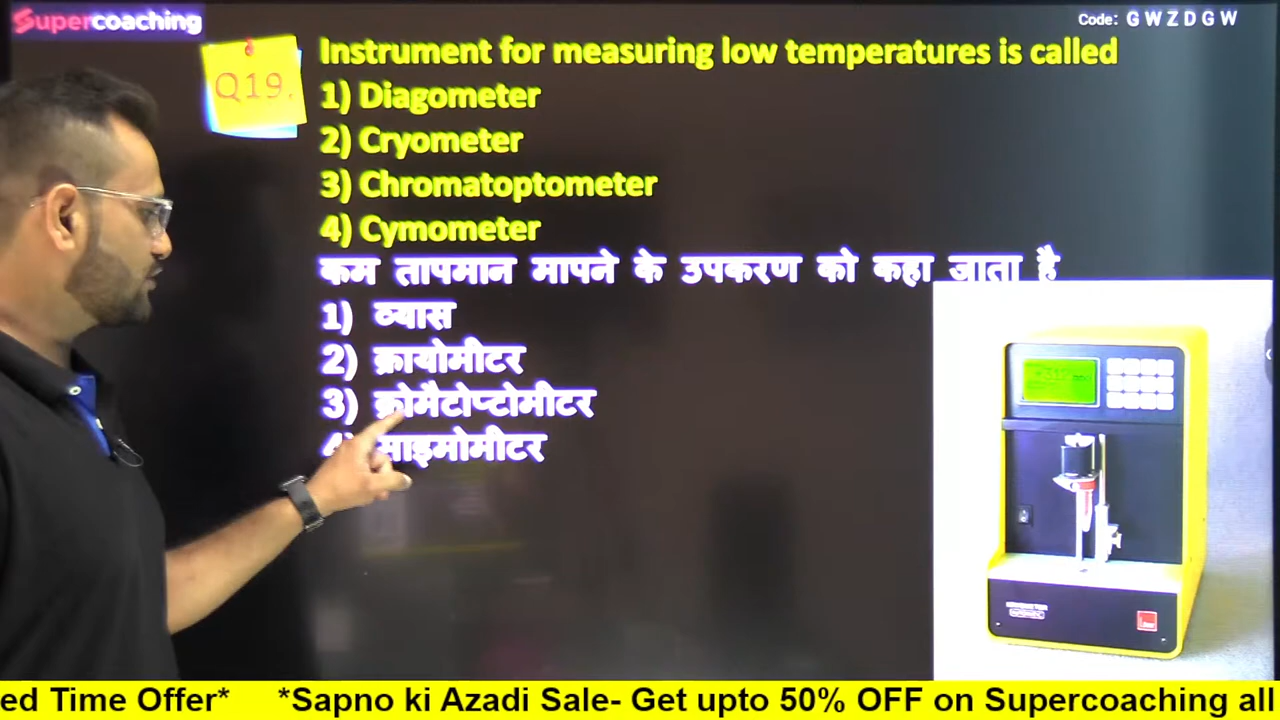 Supercoaching
Code: G W Z D G W
Q19.
Instrument for measuring low temperatures is called
1) Diagometer
2) Cryometer
3) Chromatoptometer
4) Cymometer
कम तापमान मापने के उपकरण को कहा जाता है
1) व्यास
2) क्रायोमीटर
3) क्रोमैटोप्टोमीटर
4) साइमोमीटर
ed Time Offer* *Sapno ki Azadi Sale- Get upto 50% OFF on Supercoaching all